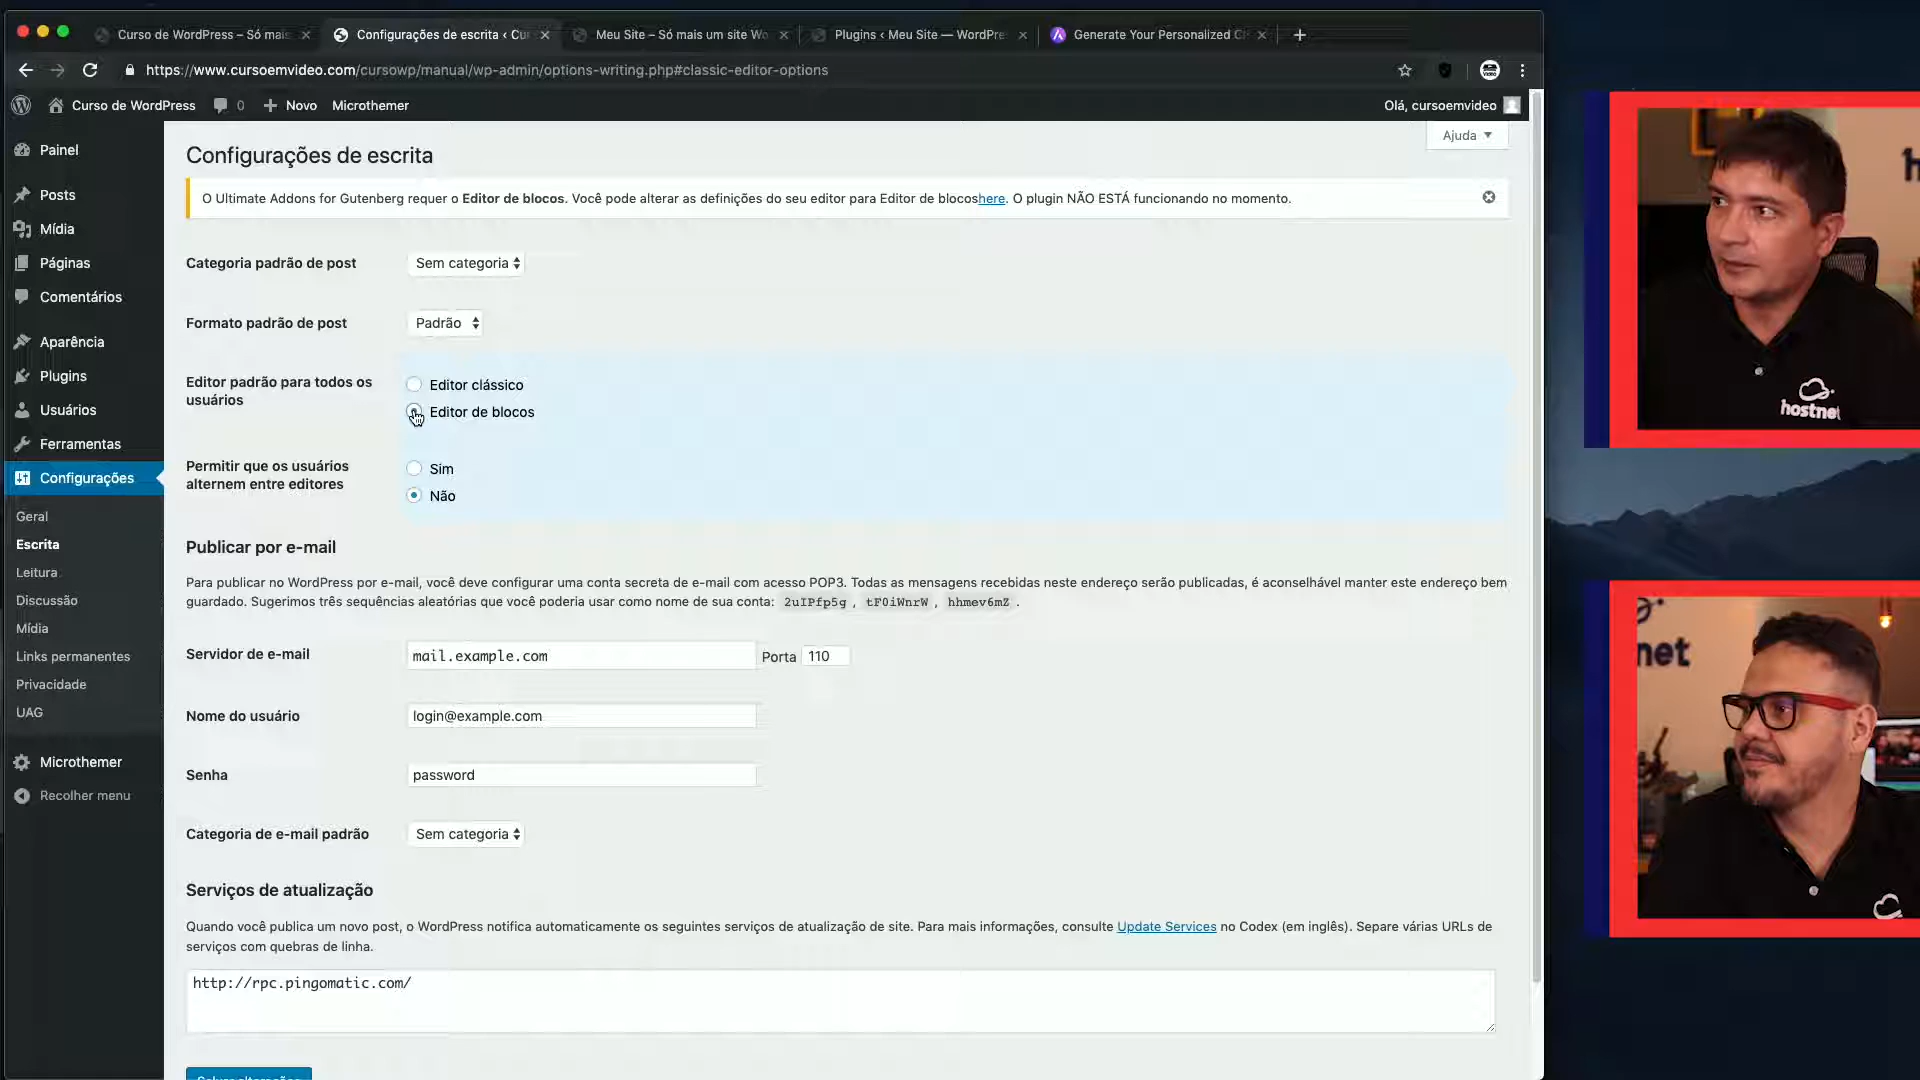 Curso de WordPress – Só mais
Configurações de escrita ‹ Cu
Meu Site – Só mais um site Wo
Plugins ‹ Meu Site — WordPre
Generate Your Personalized C
https://www.cursoemvideo.com/cursowp/manual/wp-admin/options-writing.php#classic-editor-options
Curso de WordPress 0 Novo Microthemer Olá, cursoemvideo
Ajuda
Painel
Posts
Mídia
Páginas
Comentários
Aparência
Plugins
Usuários
Ferramentas
Configurações
Geral
Escrita
Leitura
Discussão
Mídia
Links permanentes
Privacidade
UAG
Microthemer
Recolher menu
Configurações de escrita
O Ultimate Addons for Gutenberg requer o Editor de blocos. Você pode alterar as definições do seu editor para Editor de blocoshere. O plugin NÃO ESTÁ funcionando no momento.
Categoria padrão de post Sem categoria
Formato padrão de post Padrão
Editor padrão para todos os
usuários
Editor clássico
Editor de blocos
Permitir que os usuários
alternem entre editores
Sim
Não
Publicar por e-mail
Para publicar no WordPress por e-mail, você deve configurar uma conta secreta de e-mail com acesso POP3. Todas as mensagens recebidas neste endereço serão publicadas, é aconselhável manter este endereço bem
guardado. Sugerimos três sequências aleatórias que você poderia usar como nome de sua conta: 2uIPfp5g , tF0iWnrW , hhmev6mZ .
Servidor de e-mail mail.example.com Porta 110
Nome do usuário login@example.com
Senha password
Categoria de e-mail padrão Sem categoria
Serviços de atualização
Quando você publica um novo post, o WordPress notifica automaticamente os seguintes serviços de atualização de site. Para mais informações, consulte Update Services no Codex (em inglês). Separe várias URLs de
serviços com quebras de linha.
http://rpc.pingomatic.com/
hostnet
net